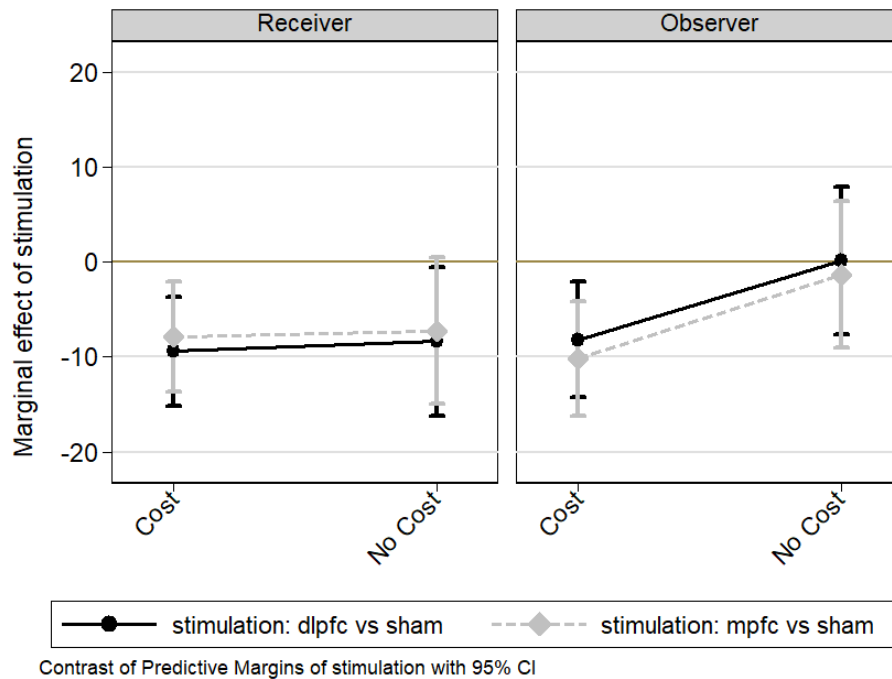 Receiver
Observer
Marginal effect of stimulation
20
10
0
-10
-20
Cost
No Cost
Cost
No Cost
stimulation: dlpfc vs sham
stimulation: mpfc vs sham
Contrast of Predictive Margins of stimulation with 95% CI